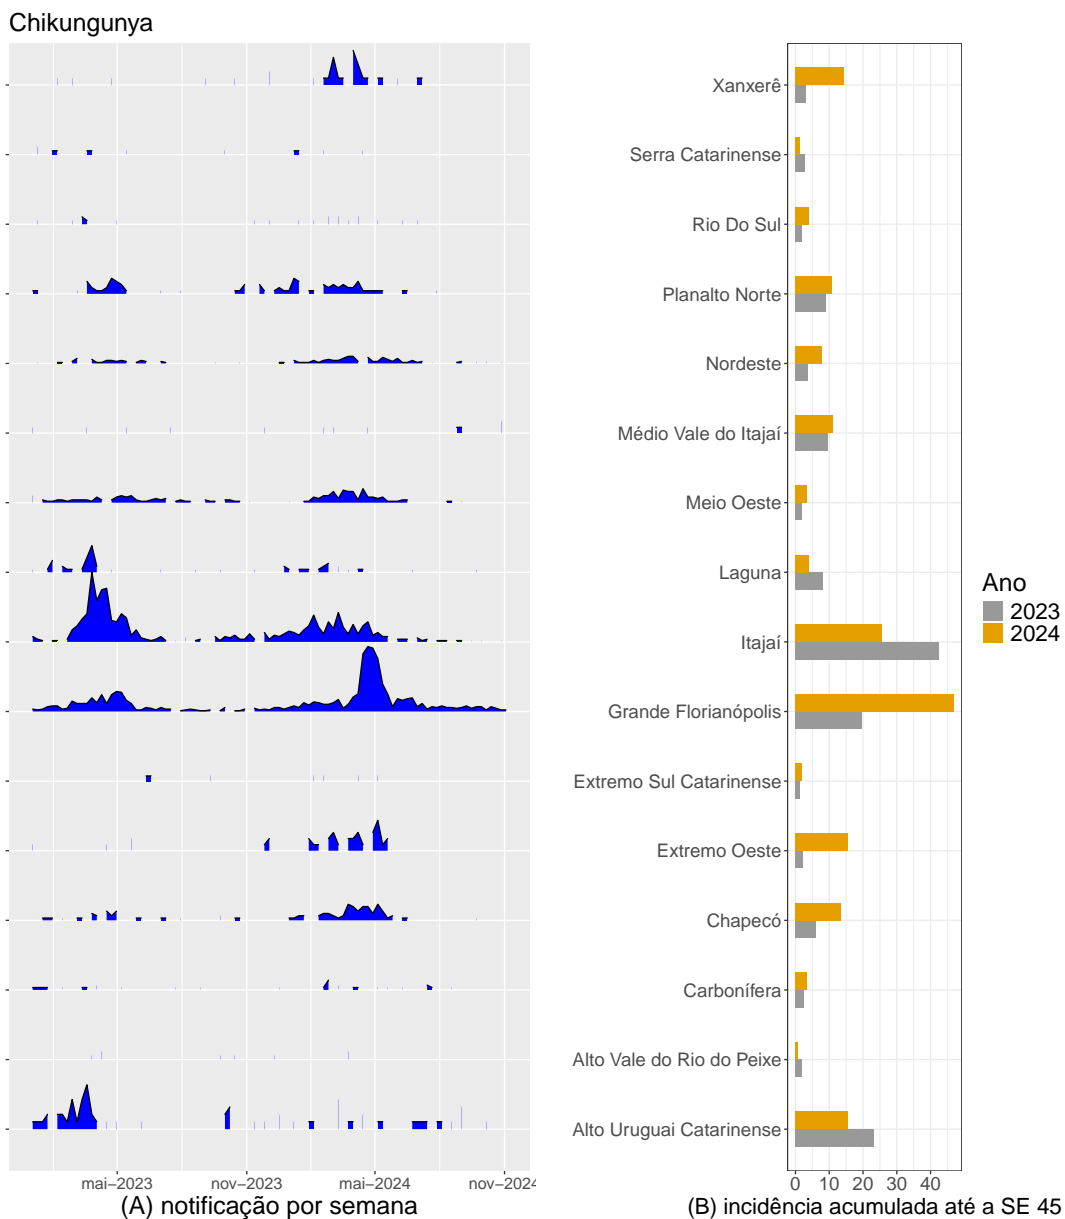 Chikungunya
Xanxerê
Serra Catarinense
Rio Do Sul
Planalto Norte
Nordeste
Médio Vale do Itajaí
Meio Oeste
Laguna
Itajaí
Grande Florianópolis
Extremo Sul Catarinense
Extremo Oeste
Chapecó
Carbonífera
Alto Vale do Rio do Peixe
Alto Uruguai Catarinense
Ano
2023
2024
mai–2023 nov–2023 mai–2024 nov–2024
(A) notificação por semana
0 10 20 30 40
(B) incidência acumulada até a SE 45